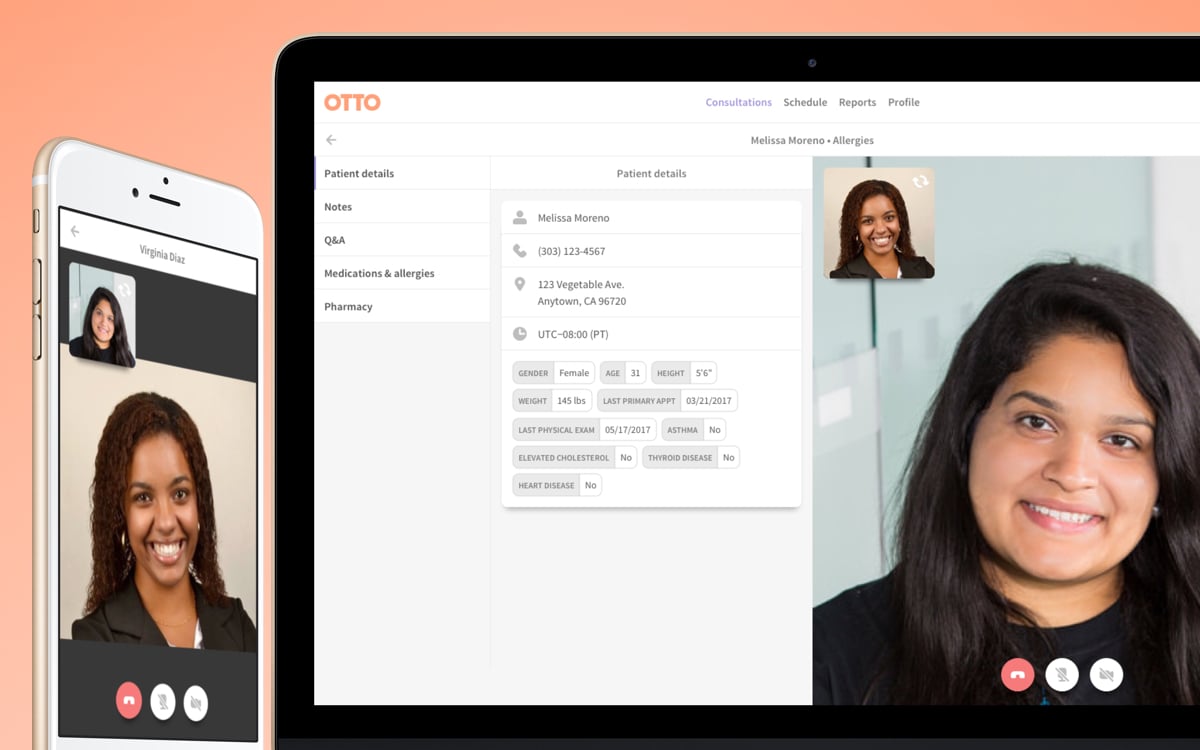 Virginia Diaz
OTTO
Consultations Schedule Reports Profile
Melissa Moreno • Allergies
Patient details
Notes
Q&A
Medications & allergies
Pharmacy
Patient details
Melissa Moreno
(303) 123-4567
123 Vegetable Ave.
Anytown, CA 96720
UTC−08:00 (PT)
GENDER Female AGE 31 HEIGHT 5'6"
WEIGHT 145 lbs LAST PRIMARY APPT 03/21/2017
LAST PHYSICAL EXAM 05/17/2017 ASTHMA No
ELEVATED CHOLESTEROL No THYROID DISEASE No
HEART DISEASE No